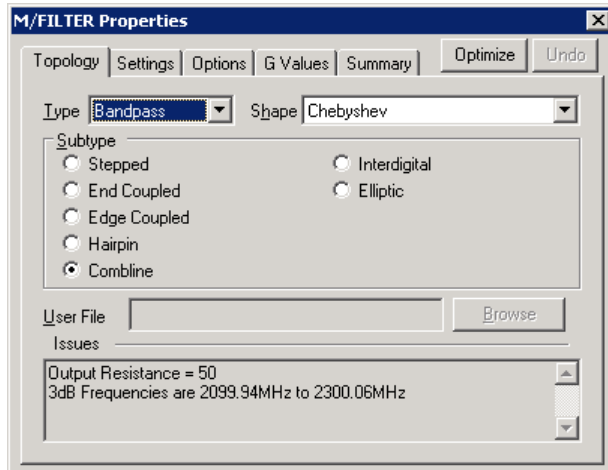 M/FILTER Properties
Topology Settings Options G Values Summary Optimize Undo
Type Bandpass Shape Chebyshev
Subtype
Stepped Interdigital
End Coupled Elliptic
Edge Coupled
Hairpin
Combline
User File Browse
Issues
Output Resistance = 50
3dB Frequencies are 2099.94MHz to 2300.06MHz